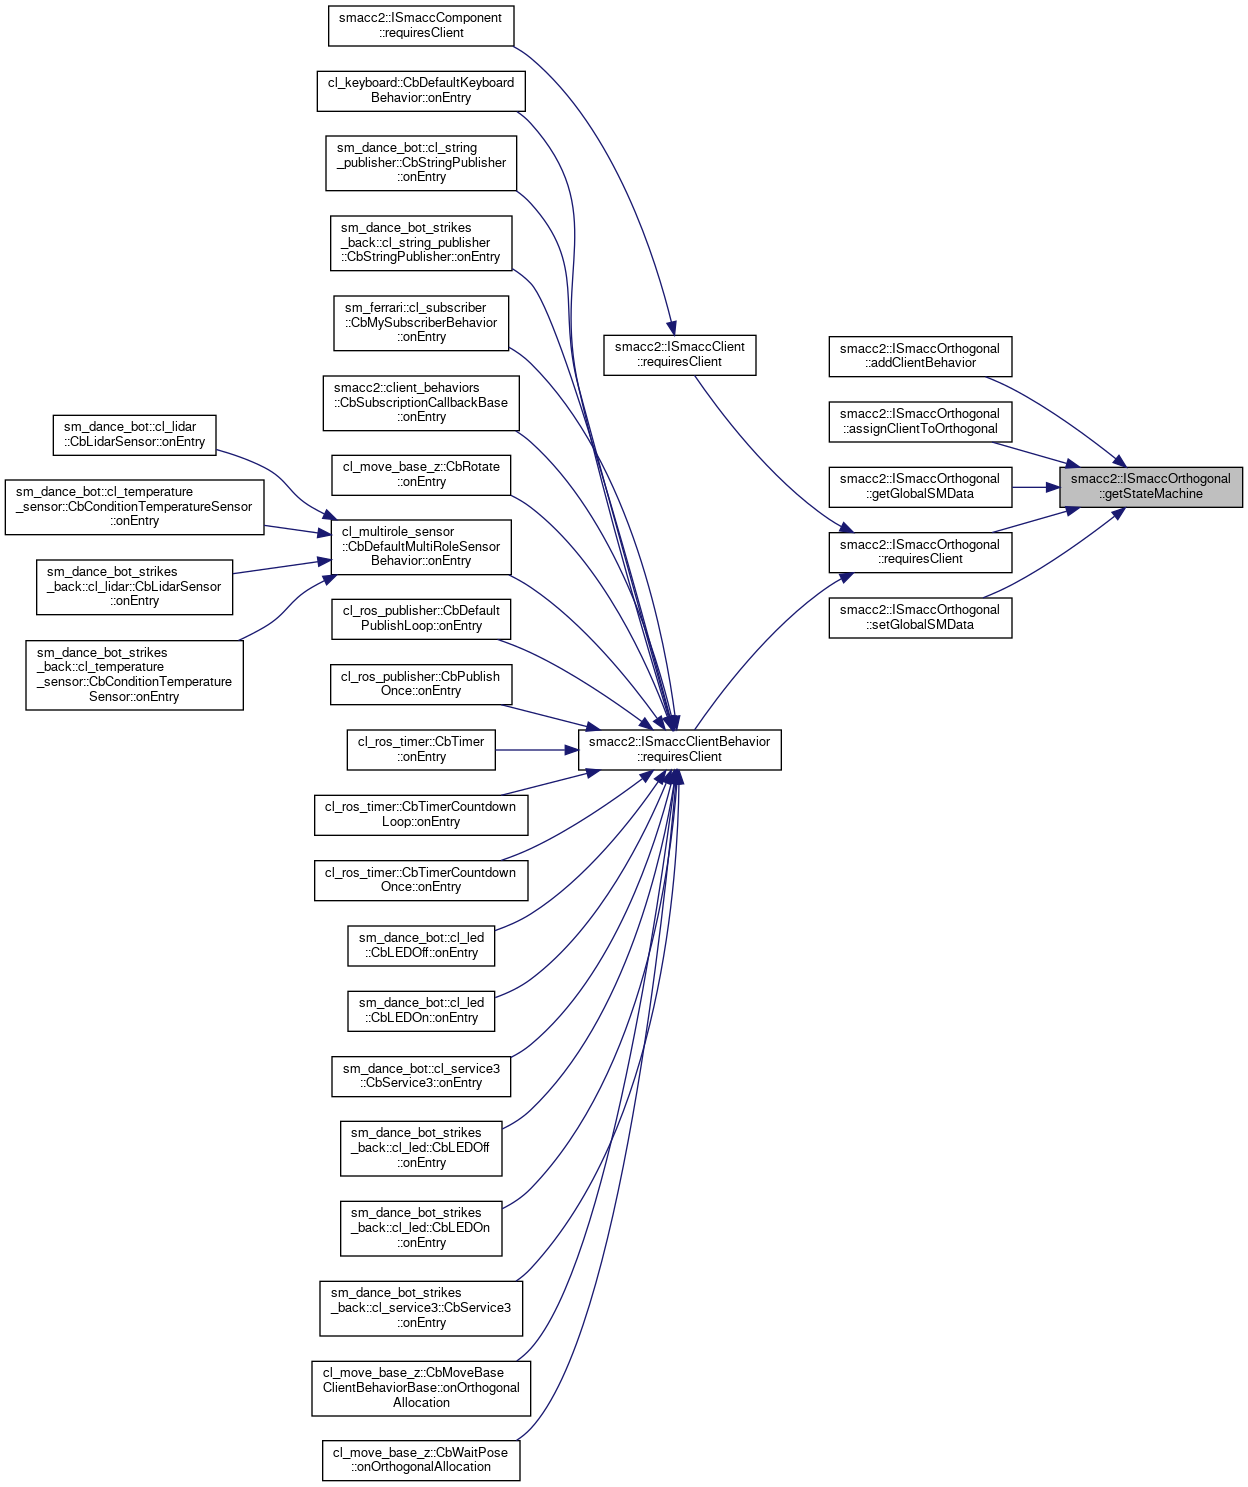 smacc2::ISmaccComponent
::requiresClient
cl_keyboard::CbDefaultKeyboard
Behavior::onEntry
sm_dance_bot::cl_string
_publisher::CbStringPublisher
::onEntry
sm_dance_bot_strikes
_back::cl_string_publisher
::CbStringPublisher::onEntry
sm_ferrari::cl_subscriber
::CbMySubscriberBehavior
::onEntry
smacc2::client_behaviors
::CbSubscriptionCallbackBase
::onEntry
cl_move_base_z::CbRotate
::onEntry
cl_multirole_sensor
::CbDefaultMultiRoleSensor
Behavior::onEntry
sm_dance_bot::cl_lidar
::CbLidarSensor::onEntry
sm_dance_bot::cl_temperature
_sensor::CbConditionTemperatureSensor
::onEntry
sm_dance_bot_strikes
_back::cl_lidar::CbLidarSensor
::onEntry
sm_dance_bot_strikes
_back::cl_temperature
_sensor::CbConditionTemperature
Sensor::onEntry
cl_ros_publisher::CbDefault
PublishLoop::onEntry
cl_ros_publisher::CbPublish
Once::onEntry
cl_ros_timer::CbTimer
::onEntry
cl_ros_timer::CbTimerCountdown
Loop::onEntry
cl_ros_timer::CbTimerCountdown
Once::onEntry
sm_dance_bot::cl_led
::CbLEDOff::onEntry
sm_dance_bot::cl_led
::CbLEDOn::onEntry
sm_dance_bot::cl_service3
::CbService3::onEntry
sm_dance_bot_strikes
_back::cl_led::CbLEDOff
::onEntry
sm_dance_bot_strikes
_back::cl_led::CbLEDOn
::onEntry
sm_dance_bot_strikes
_back::cl_service3::CbService3
::onEntry
cl_move_base_z::CbMoveBase
ClientBehaviorBase::onOrthogonal
Allocation
cl_move_base_z::CbWaitPose
::onOrthogonalAllocation
smacc2::ISmaccClient
::requiresClient
smacc2::ISmaccClientBehavior
::requiresClient
smacc2::ISmaccOrthogonal
::addClientBehavior
smacc2::ISmaccOrthogonal
::assignClientToOrthogonal
smacc2::ISmaccOrthogonal
::getGlobalSMData
smacc2::ISmaccOrthogonal
::requiresClient
smacc2::ISmaccOrthogonal
::setGlobalSMData
smacc2::ISmaccOrthogonal
::getStateMachine